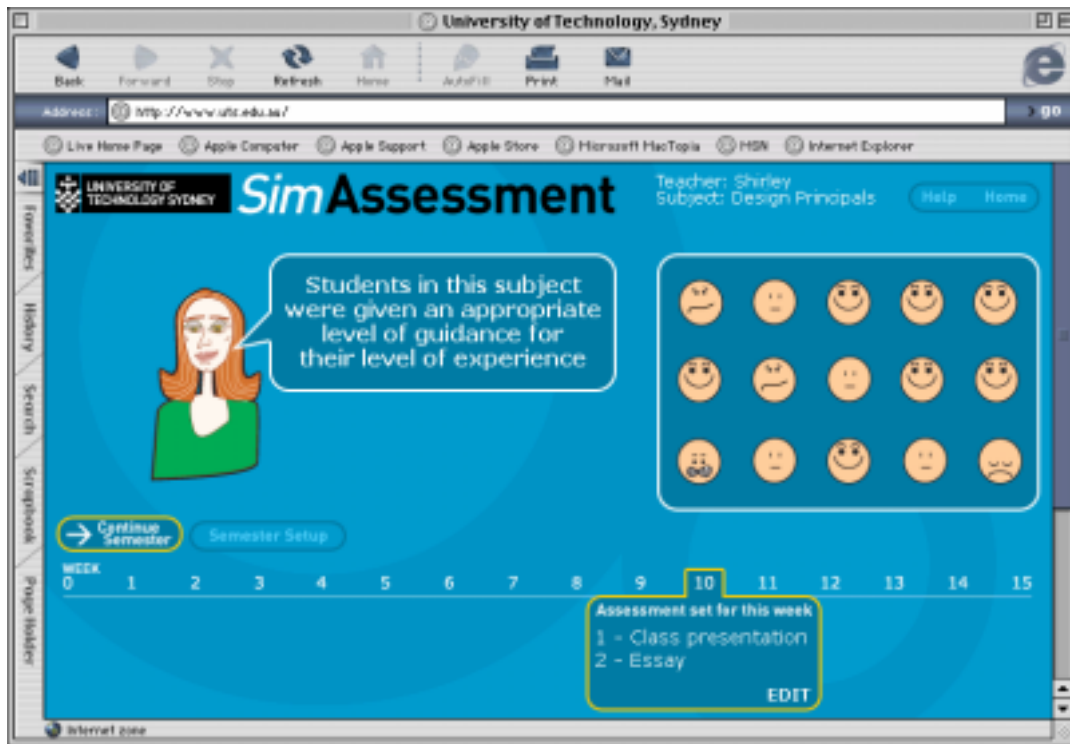 University of Technology, Sydney
Back Forward Stop Refresh Home AutoFill Print Mail
Address: http://www.uts.edu.au/ go
Live Home Page Apple Computer Apple Support Apple Store Microsoft MacTopia MSN Internet Explorer
Favorites
History
Search
Scrapbook
Page Holder
UNIVERSITY OF
TECHNOLOGY SYDNEY
SimAssessment
Teacher: Shirley
Subject: Design Principals
Help Home
Students in this subject
were given an appropriate
level of guidance for
their level of experience
Continue
Semester
Semester Setup
WEEK
0 1 2 3 4 5 6 7 8 9 10 11 12 13 14 15
Assessment set for this week
1 - Class presentation
2 - Essay
EDIT
Internet zone